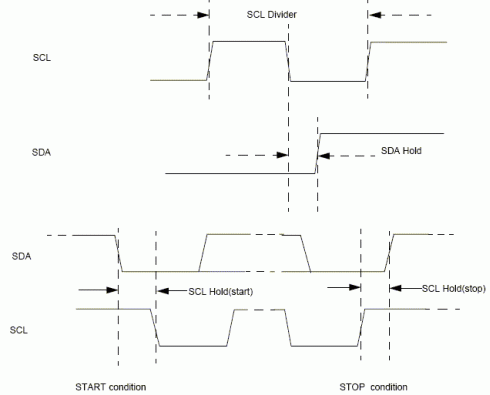 SCL Divider
SCL
SDA
SDA Hold
SDA
SCL Hold(start)
SCL Hold(stop)
SCL
START condition
STOP condition